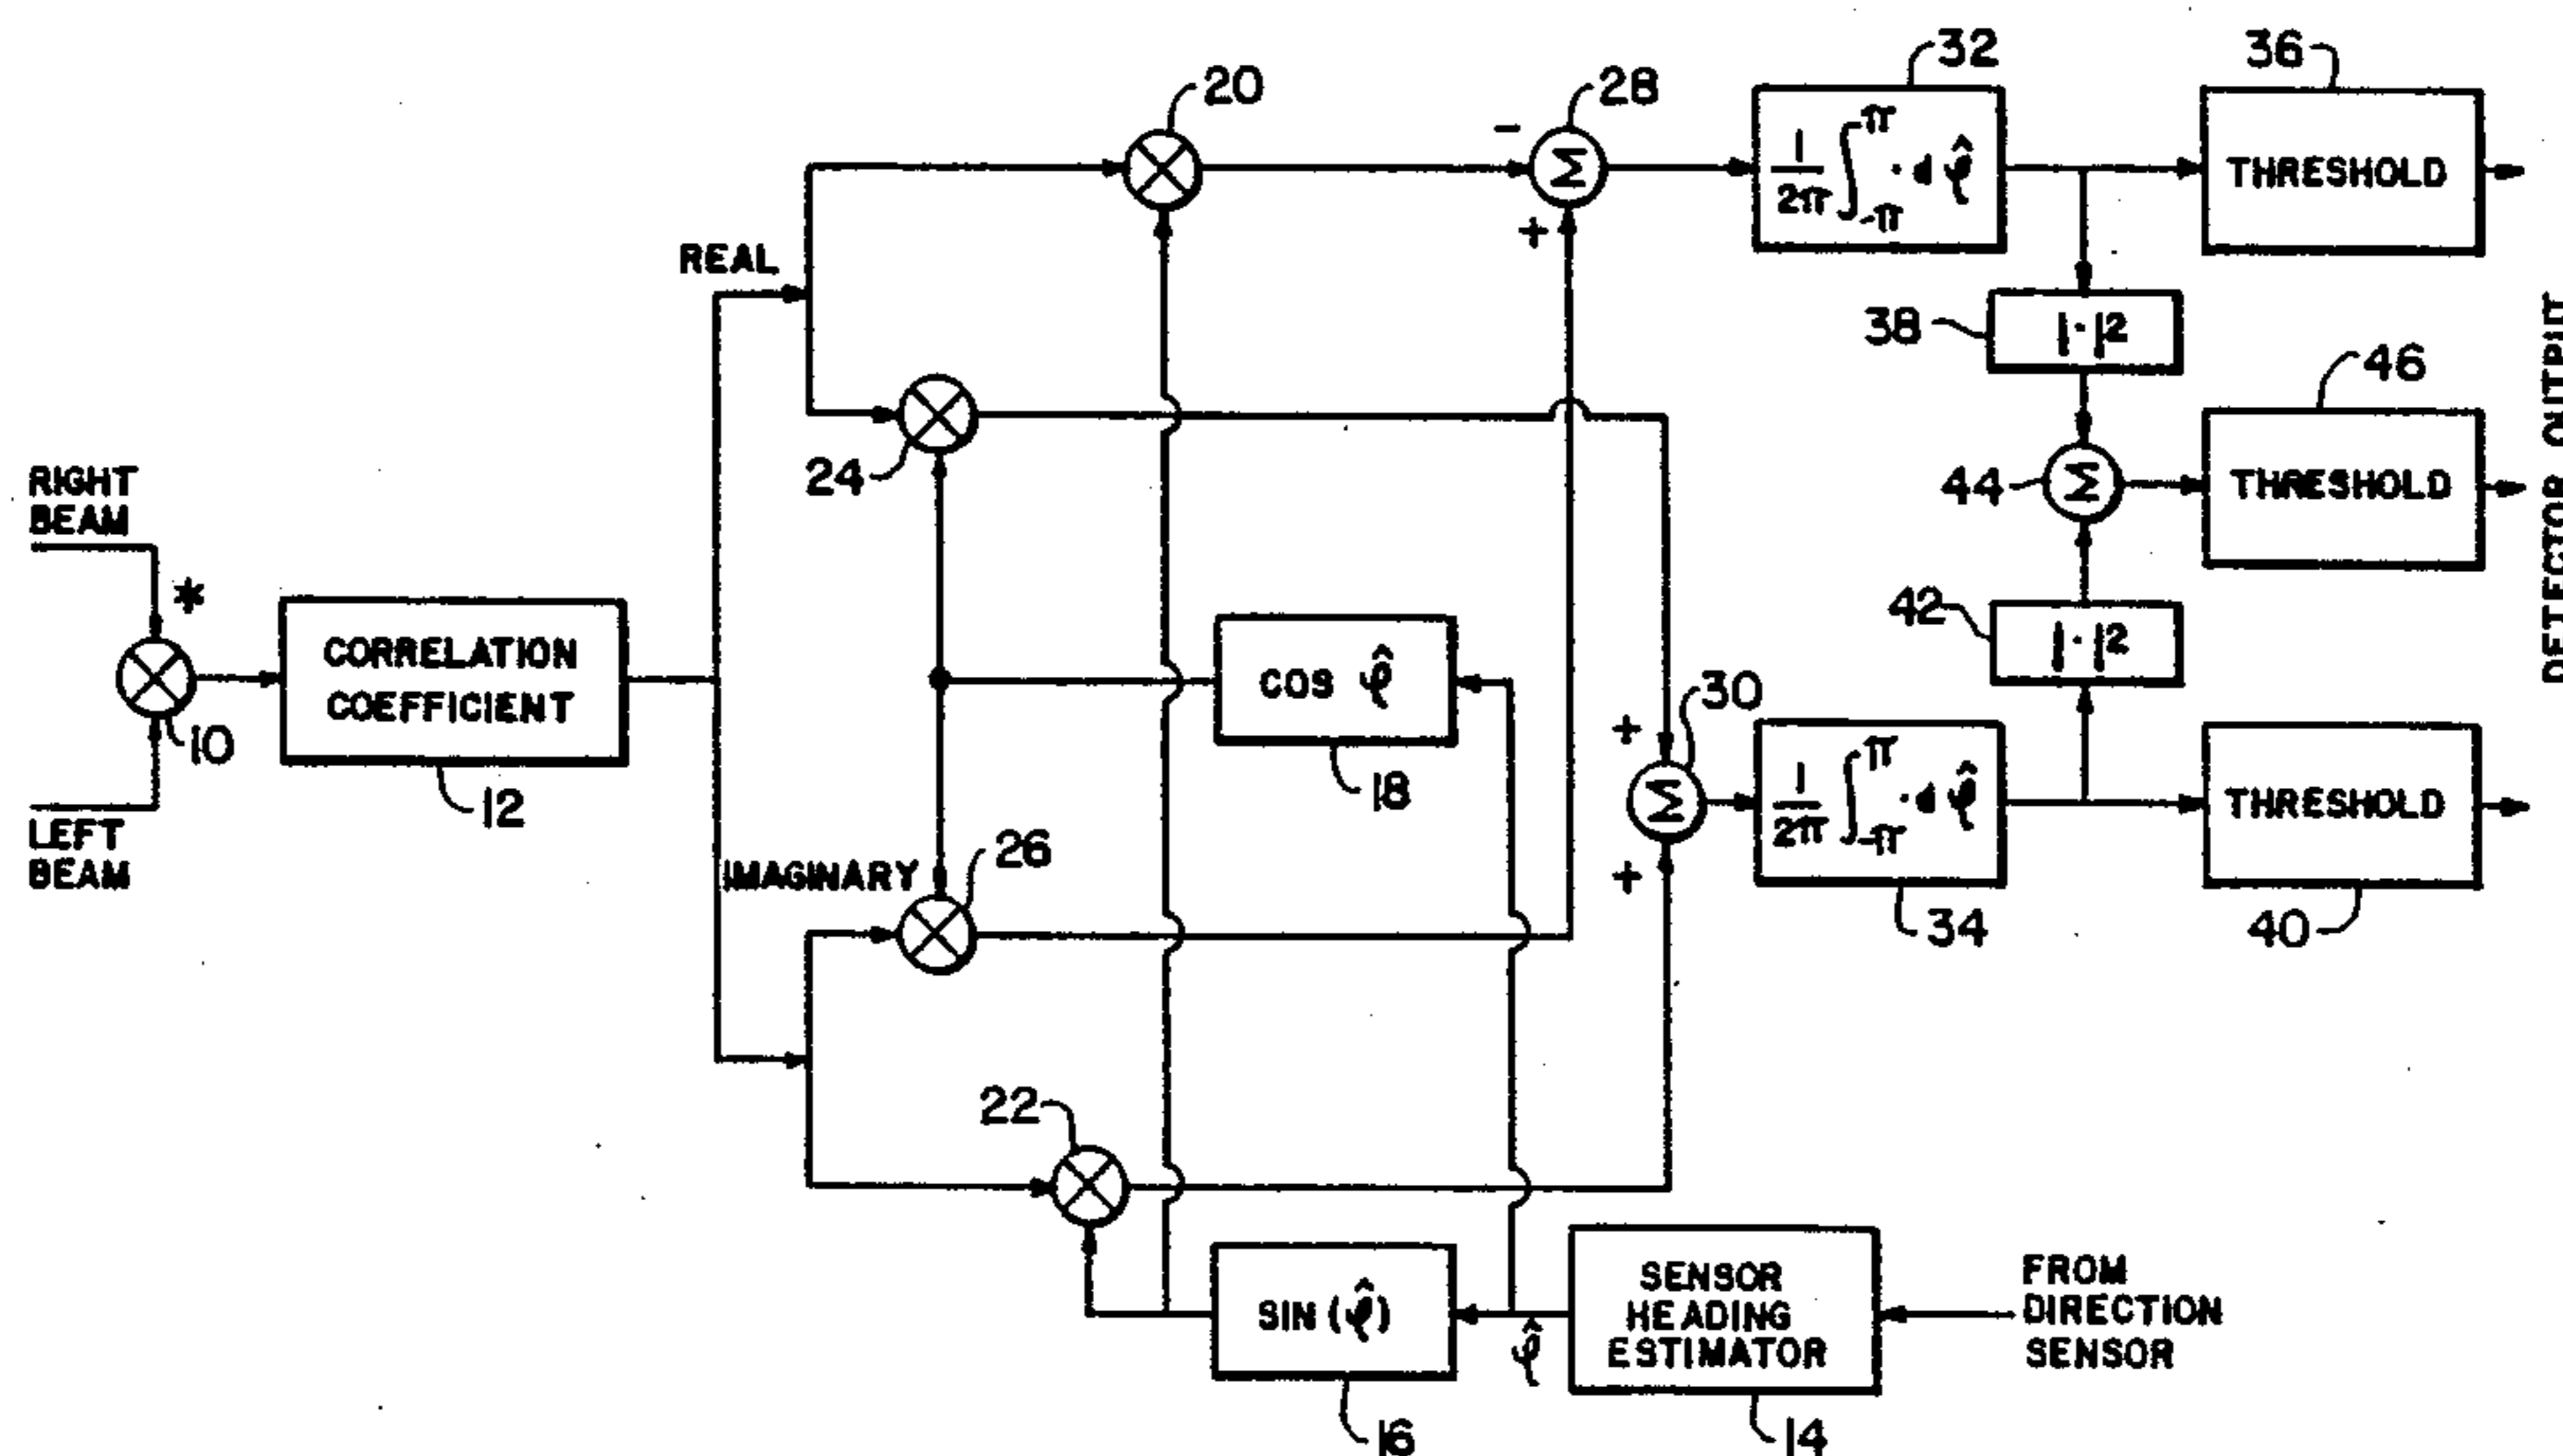 32
36
20
28
1/2π ∫_-π^π · d φ̂
THRESHOLD
-
+
REAL
38
|·|²
46
24
44
Σ
THRESHOLD
RIGHT
BEAM
*
10
CORRELATION
COEFFICIENT
12
LEFT
BEAM
COS φ̂
18
30
Σ
+
+
42
|·|²
1/2π ∫_-π^π · d φ̂
THRESHOLD
34
40
IMAGINARY
26
22
SIN (φ̂)
16
φ̂
SENSOR
HEADING
ESTIMATOR
14
FROM
DIRECTION
SENSOR
Σ
DETECTOR OUTPUT